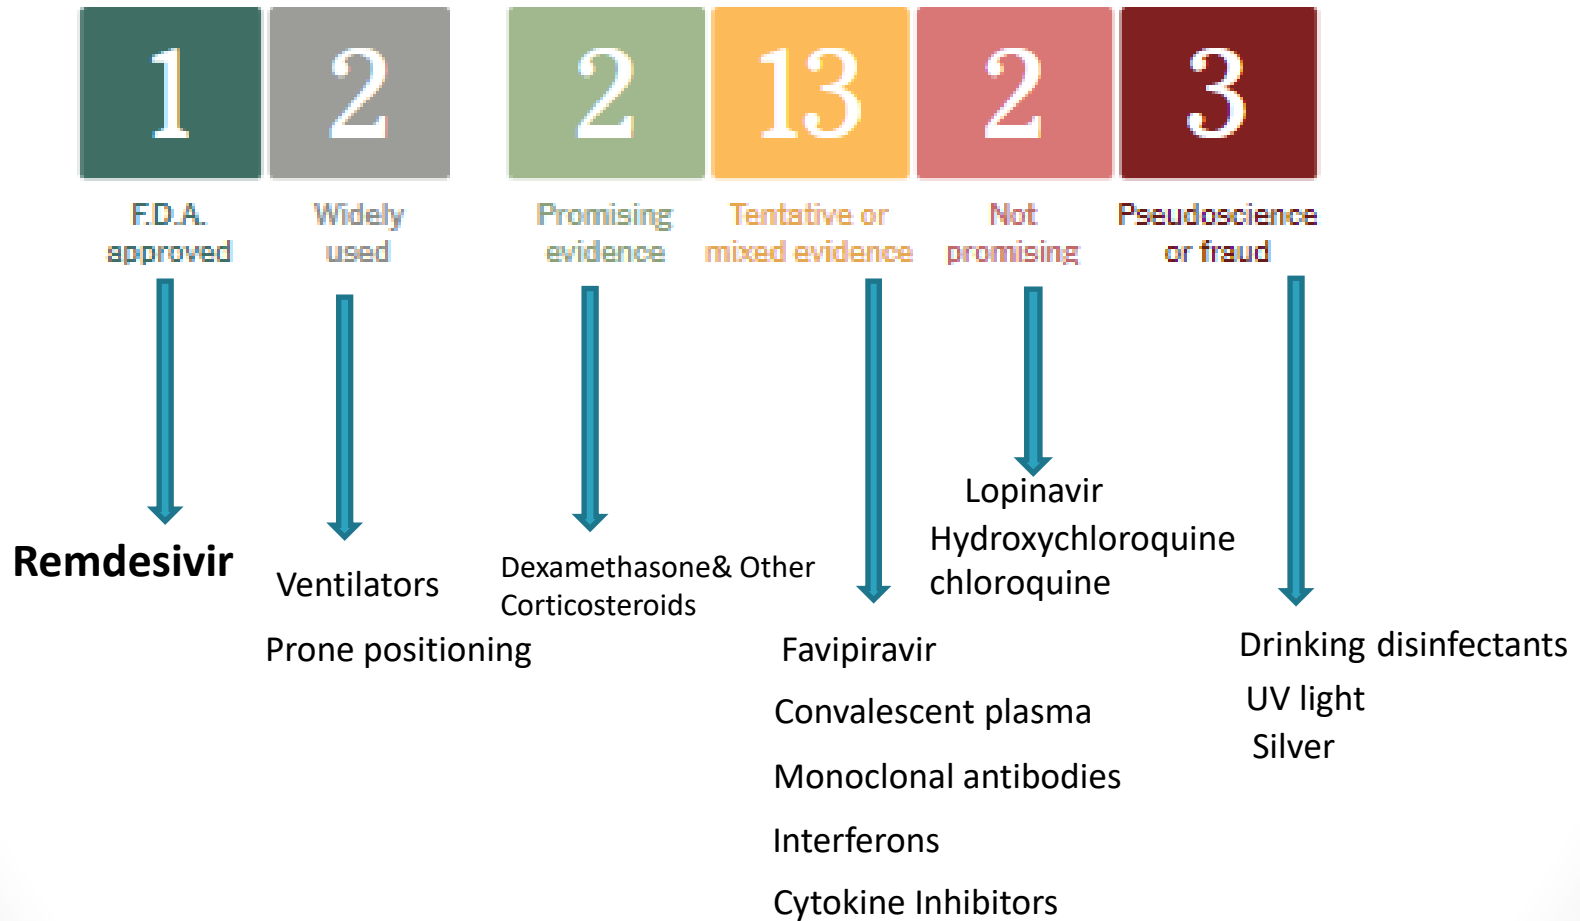 1
2
2
13
2
3
F.D.A.
approved
Widely
used
Promising
evidence
Tentative or
mixed evidence
Not
promising
Pseudoscience
or fraud
Remdesivir
Ventilators
Prone positioning
Dexamethasone& Other
Corticosteroids
Favipiravir
Convalescent plasma
Monoclonal antibodies
Interferons
Cytokine Inhibitors
Lopinavir
Hydroxychloroquine
chloroquine
Drinking disinfectants
UV light
Silver